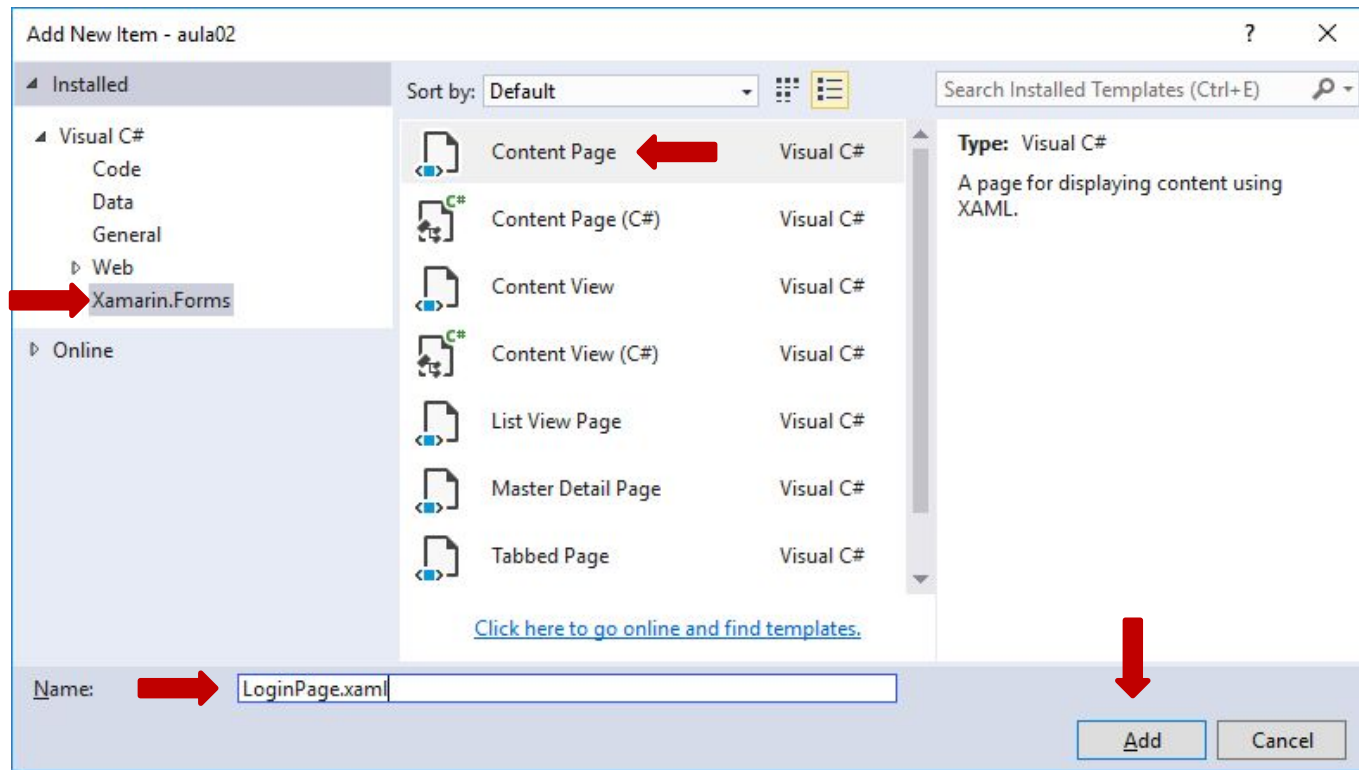 Add New Item - aula02
?
Installed
Visual C#
Code
Data
General
Web
Xamarin.Forms
Online
Sort by: Default
Content Page Visual C#
C#
Content Page (C#) Visual C#
Content View Visual C#
C#
Content View (C#) Visual C#
List View Page Visual C#
Master Detail Page Visual C#
Tabbed Page Visual C#
Click here to go online and find templates.
Search Installed Templates (Ctrl+E)
Type: Visual C#
A page for displaying content using
XAML.
Name: LoginPage.xaml
Add Cancel